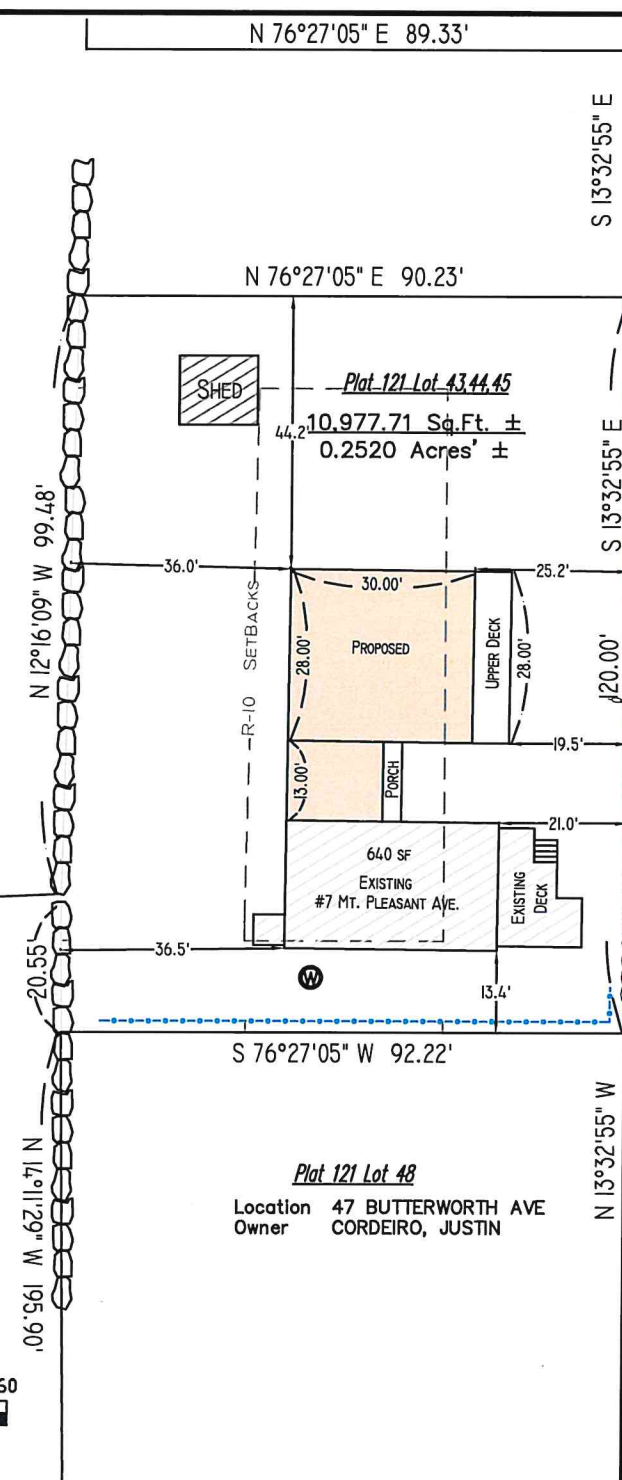 N 76°27'05" E 89.33'
S 13°32'55" E
N 76°27'05" E 90.23'
SHED
Plat 121 Lot 43,44,45
10,977.71 Sq.Ft. ±
0.2520 Acres' ±
44.2'
S 13°32'55" E
120.00'
N 12°16'09" W 99.48'
36.0'
30.00'
25.2'
R-10 SETBACKS
28.00'
PROPOSED
UPPER DECK
28.00'
19.5'
13.00'
PORCH
21.0'
640 SF
EXISTING
#7 MT. PLEASANT AVE.
EXISTING
DECK
20.55'
36.5'
W
13.4'
S 76°27'05" W 92.22'
N 14°11'29" W 195.90'
N 13°32'55" W
Plat 121 Lot 48
Location 47 BUTTERWORTH AVE
Owner CORDEIRO, JUSTIN